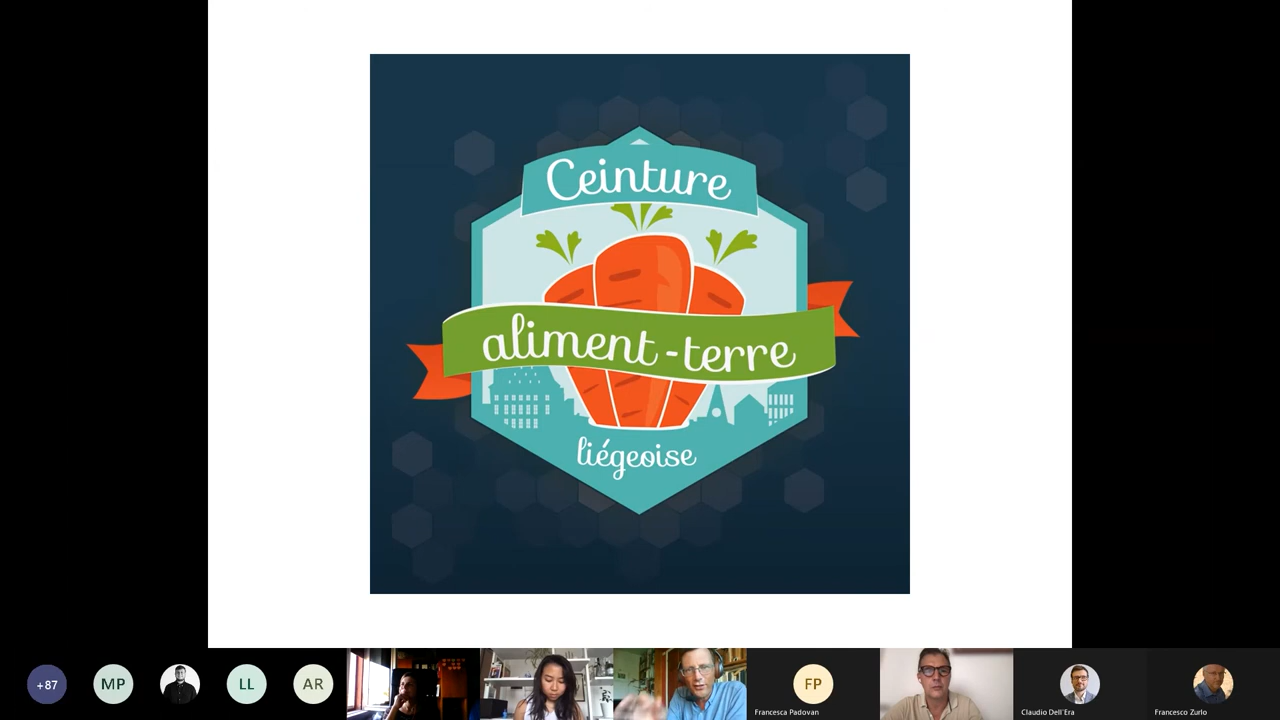 Ceinture
aliment-terre
liégeoise
+87
MP
LL
AR
FP
Francesca Padovan
Claudio Dell'Era
Francesco Zurlo